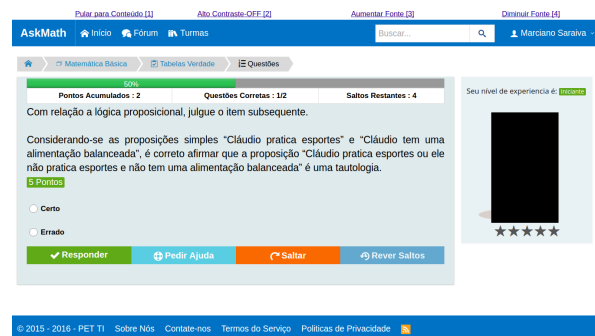 Pular para Conteúdo [1] Alto Contraste-OFF [2] Aumentar Fonte [3] Diminuir Fonte [4]
AskMath Início Fórum Turmas Buscar... Marciano Saraiva
Matemática Básica Tabelas Verdade Questões
50%
Pontos Acumulados : 2 Questões Corretas : 1/2 Saltos Restantes : 4
Seu nível de experiencia é: Iniciante
Com relação a lógica proposicional, julgue o item subsequente.
Considerando-se as proposições simples “Cláudio pratica esportes” e “Cláudio tem uma
alimentação balanceada”, é correto afirmar que a proposição “Cláudio pratica esportes ou ele
não pratica esportes e não tem uma alimentação balanceada” é uma tautologia.
5 Pontos
Certo
Errado
Responder Pedir Ajuda Saltar Rever Saltos
© 2015 - 2016 - PET TI Sobre Nós Contate-nos Termos do Serviço Politicas de Privacidade